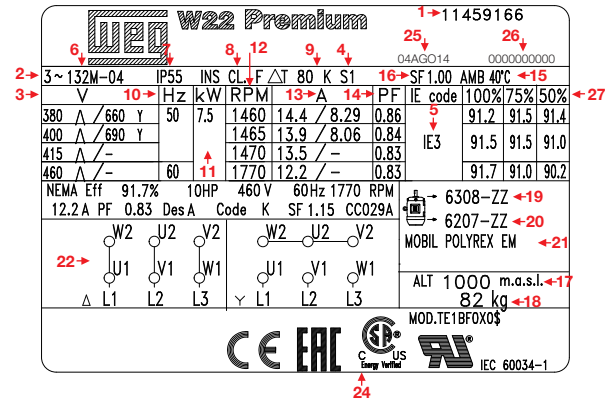 WEG W22 Premium 1 11459166
25 26
04AGO14 0000000000
6 7 8 12 9 4
2 3~132M-04 IP55 INS CL. F ΔT 80 K S1 16 SF1.00 AMB 40°C 15
3 V 10 Hz kW RPM 13 A 14 PF IE code 100% 75% 50% 27
380 Δ / 660 Y 50 7.5 1460 14.4 / 8.29 0.86 5 91.2 91.5 91.4
400 Δ / 690 Y 1465 13.9 / 8.06 0.84 IE3 91.5 91.5 91.0
415 Δ / - 1470 13.5 / - 0.83
460 Δ / - 60 11 1770 12.2 / - 0.83 91.7 91.0 90.2
NEMA Eff 91.7% 10HP 460 V 60Hz 1770 RPM
12.2 A PF 0.83 Des A Code K SF 1.15 CC029A
6308-ZZ 19
6207-ZZ 20
MOBIL POLYREX EM 21
W2 U2 V2 W2 U2 V2
22 U1 V1 W1 U1 V1 W1
Δ L1 L2 L3 Y L1 L2 L3
ALT 1000 m.a.s.l. 17
82 kg 18
MOD.TE1BF0X0$
CE EAC SA C US
Energy Verified
IEC 60034-1
24